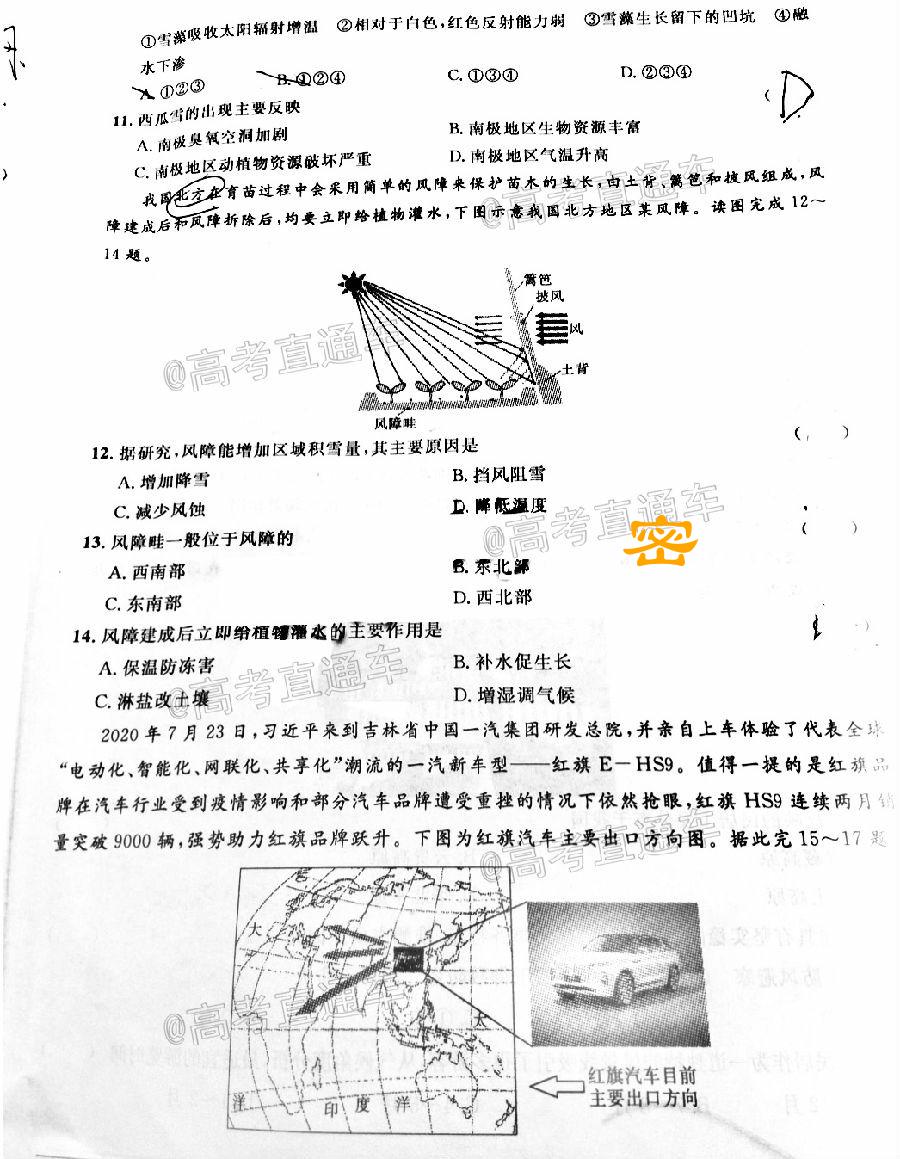 ①雪藻吸收太阳辐射增温 ②相对于白色,红色反射能力弱 ③雪藻生长留下的凹坑 ④融
水下渗
A.①②③ B.①②④ C.①③④ D.②③④
11.西瓜雪的出现主要反映 ( D
A.南极臭氧空洞加剧 B.南极地区生物资源丰富
C.南极地区动植物资源破坏严重 D.南极地区气温升高
我国北方在育苗过程中会采用简单的风障来保护苗木的生长,由土背、篱笆和披风组成,风
障建成后和风障拆除后,均要立即给植物灌水,下图示意我国北方地区某风障。读图完成12~
14题。
篱笆
披风
风
土背
风障畦
@高考直通车
12.据研究,风障能增加区域积雪量,其主要原因是 ( )
A.增加降雪 B.挡风阻雪
C.减少风蚀 D.降低温度
@高考直通车
密
13.风障畦一般位于风障的 ( )
A.西南部 B.东北部
C.东南部 D.西北部
14.风障建成后立即给植物灌水的主要作用是
A.保温防冻害 B.补水促生长
C.淋盐改土壤 D.增湿调气候
@高考直通车
2020年7月23日,习近平来到吉林省中国一汽集团研发总院,并亲自上车体验了代表全球
“电动化、智能化、网联化、共享化”潮流的一汽新车型——红旗E-HS9。值得一提的是红旗品
牌在汽车行业受到疫情影响和部分汽车品牌遭受重挫的情况下依然抢眼,红旗HS9连续两月销
量突破9000辆,强势助力红旗品牌跃升。下图为红旗汽车主要出口方向图。据此完15~17题
大
太
@高考直通车
洋 印度洋
红旗汽车目前
主要出口方向